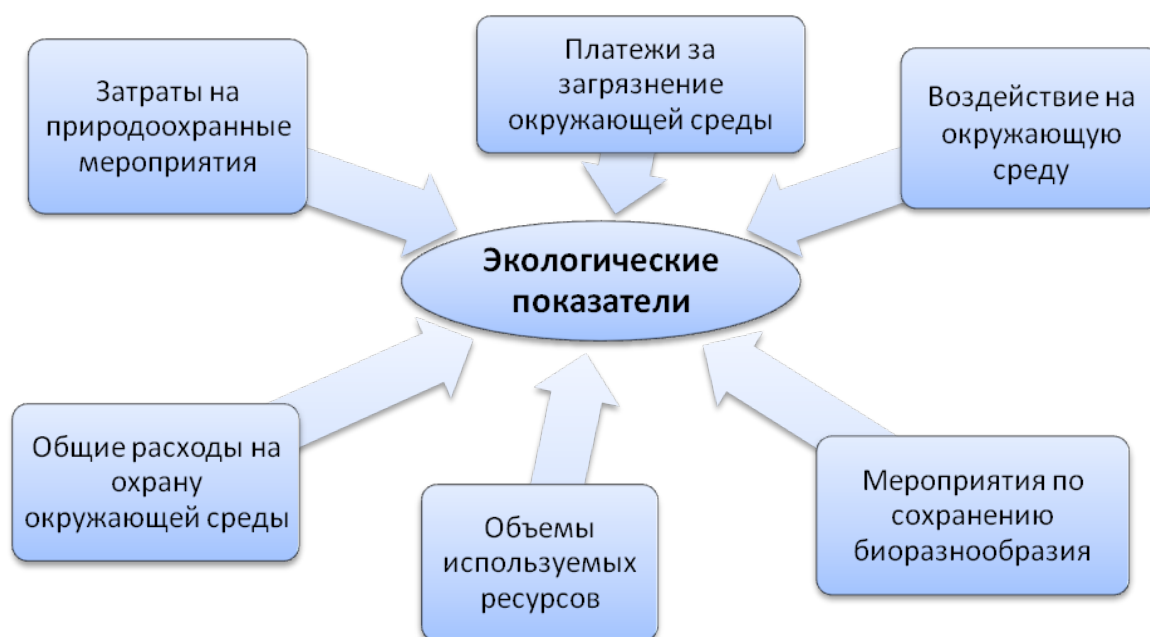 Затраты на
природоохранные
мероприятия
Платежи за
загрязнение
окружающей среды
Воздействие на
окружающую
среду
Экологические
показатели
Общие расходы на
охрану
окружающей среды
Объемы
используемых
ресурсов
Мероприятия по
сохранению
биоразнообразия